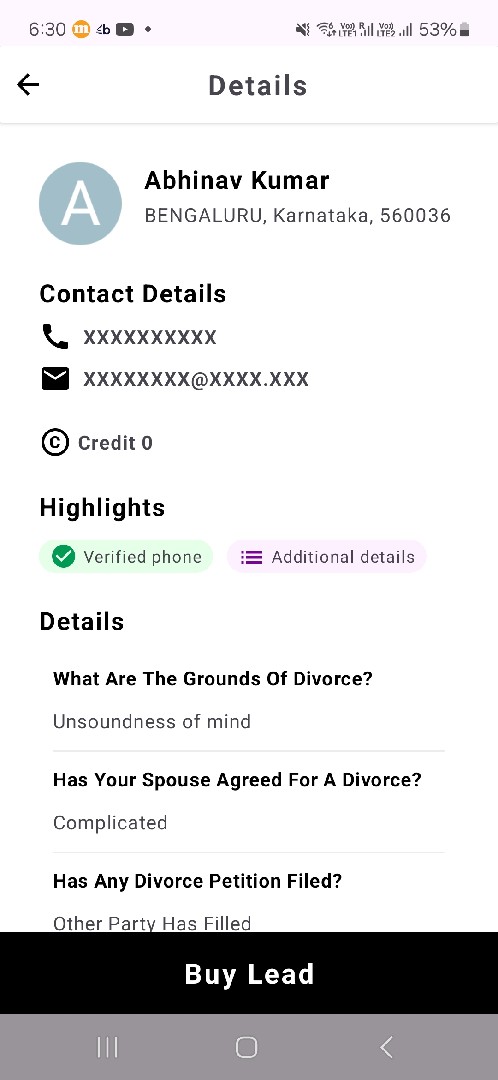 6:30 53%
Details
A
Abhinav Kumar
BENGALURU, Karnataka, 560036
Contact Details
XXXXXXXXXX
XXXXXXXX@XXXX.XXX
Credit 0
Highlights
Verified phone Additional details
Details
What Are The Grounds Of Divorce?
Unsoundness of mind
Has Your Spouse Agreed For A Divorce?
Complicated
Has Any Divorce Petition Filed?
Other Party Has Filled
Buy Lead